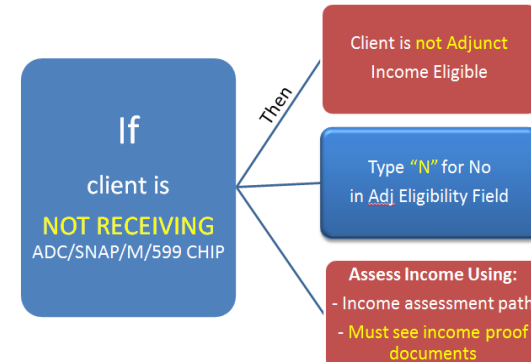 If
client is
NOT RECEIVING
ADC/SNAP/M/599 CHIP
Then
Client is not Adjunct
Income Eligible
Type “N” for No
in Adj Eligibility Field
Assess Income Using:
- Income assessment path
- Must see income proof
documents